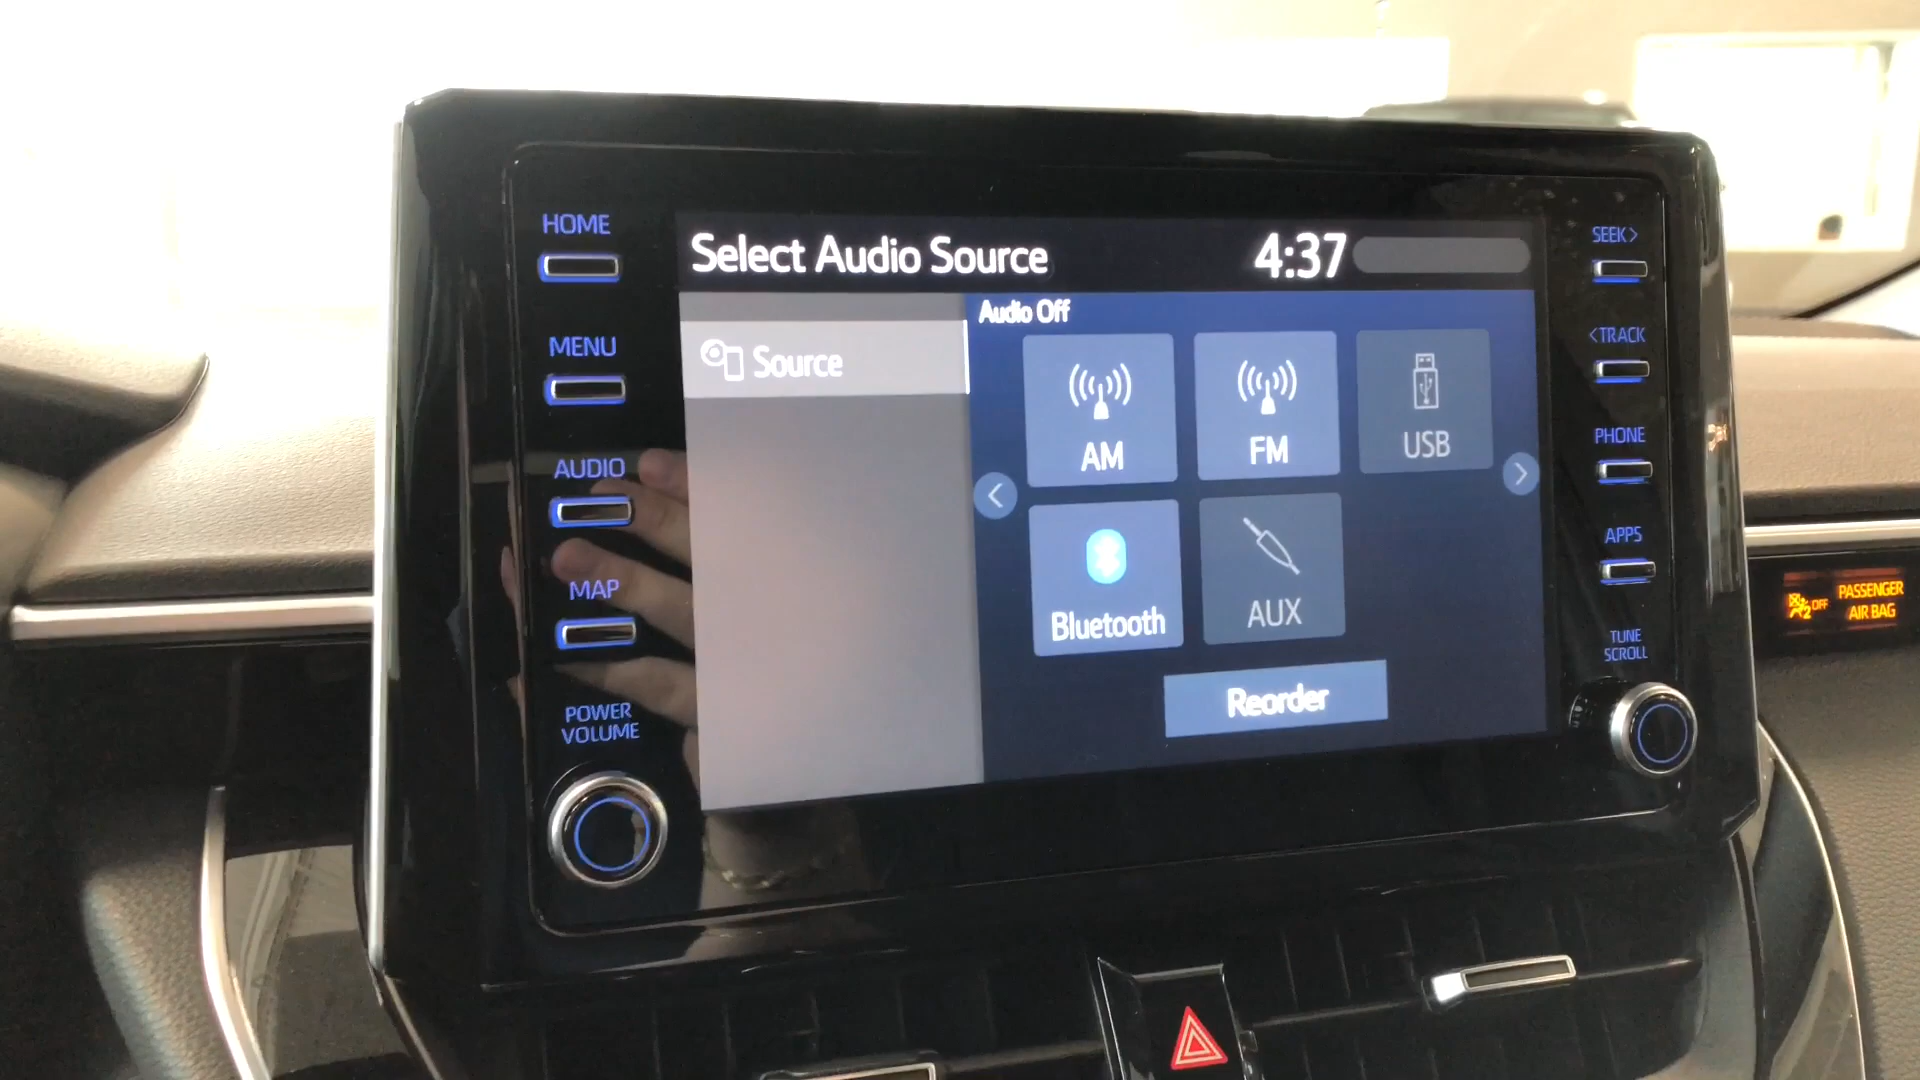 HOME
MENU
AUDIO
MAP
POWER
VOLUME
Select Audio Source
4:37
Source
Audio Off
AM
FM
USB
Bluetooth
AUX
Reorder
SEEK>
<TRACK
PHONE
APPS
TUNE
SCROLL
OFF
PASSENGER
AIR BAG